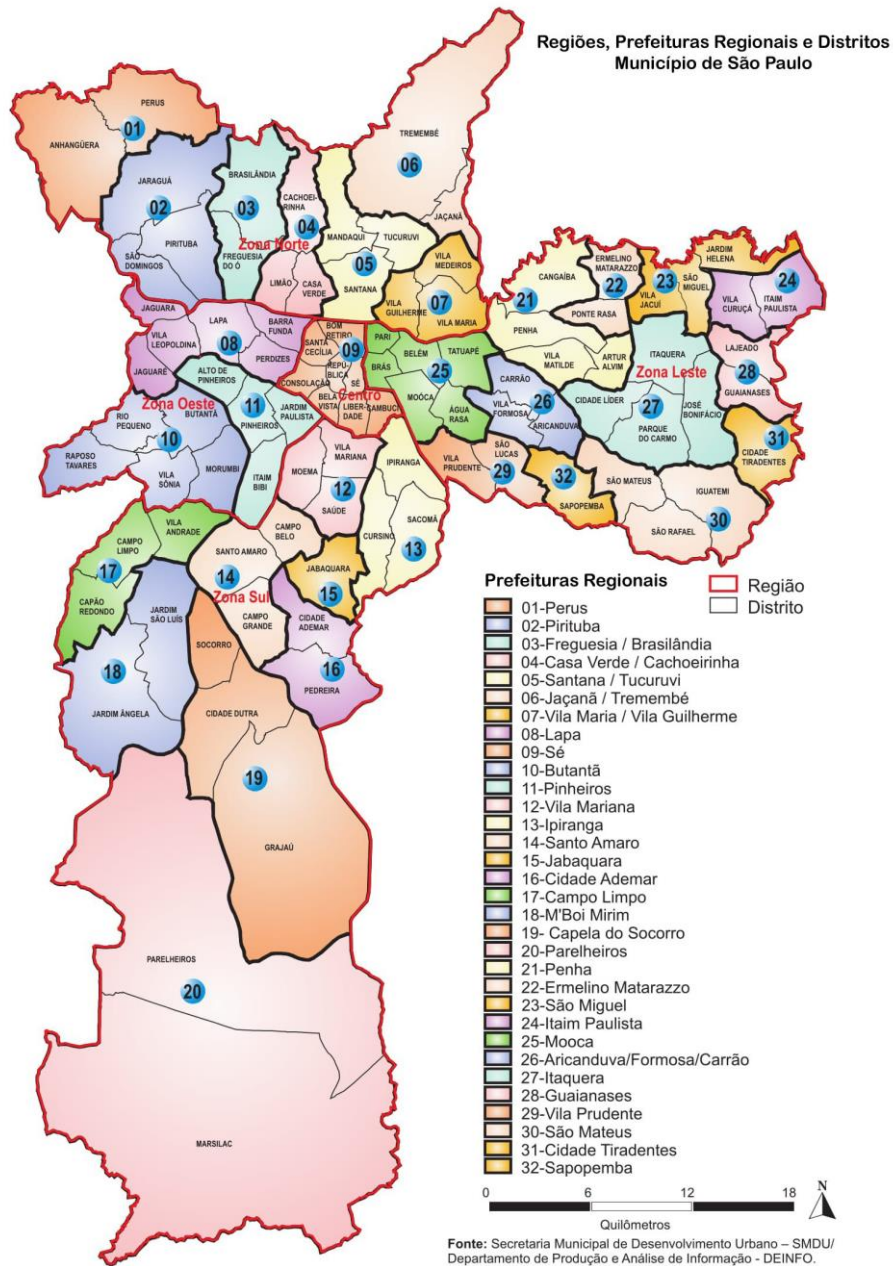 Regiões, Prefeituras Regionais e Distritos
Município de São Paulo
PERUS
01
ANHANGÜERA
TREMEMBÉ
06
JAÇANÃ
JARAGUÁ
02
PIRITUBA
SÃO
DOMINGOS
BRASILÂNDIA
03
FREGUESIA
DO Ó
Zona Norte
CACHOEI-
RINHA
04
LIMÃO
CASA
VERDE
MANDAQUI
TUCURUVI
05
SANTANA
VILA
MEDEIROS
07
VILA
GUILHERME
VILA MARIA
CANGAÍBA
21
PENHA
VILA
MATILDE
ARTUR
ALVIM
ERMELINO
MATARAZZO
22
PONTE RASA
23
VILA
JACUÍ
SÃO
MIGUEL
JARDIM
HELENA
24
VILA
CURUÇÁ
ITAIM
PAULISTA
JAGUARA
VILA
LEOPOLDINA
JAGUARÉ
LAPA
08
BARRA
FUNDA
PERDIZES
BOM
RETIRO
09
SANTA
CECÍLIA
REPÚ-
BLICA
SÉ
CONSOLAÇÃO
Centro
BELA
VISTA
LIBER-
DADE
CAMBUCI
PARI
BRÁS
BELÉM
TATUAPÉ
25
MOÓCA
ÁGUA
RASA
CARRÃO
26
VILA
FORMOSA
ARICANDUVA
ITAQUERA
Zona Leste
CIDADE LÍDER
27
PARQUE
DO CARMO
JOSÉ
BONIFÁCIO
LAJEADO
28
GUAIANASES
31
CIDADE
TIRADENTES
ALTO DE
PINHEIROS
11
PINHEIROS
JARDIM
PAULISTA
ITAIM
BIBI
Zona Oeste
RIO
PEQUENO
BUTANTÃ
10
RAPOSO
TAVARES
VILA
SÔNIA
MORUMBI
MOEMA
VILA
MARIANA
12
SAÚDE
IPIRANGA
SACOMÃ
CURSINO
13
VILA
PRUDENTE
SÃO
LUCAS
29
32
SAPOPEMBA
SÃO MATEUS
IGUATEMI
SÃO RAFAEL
30
VILA
ANDRADE
CAMPO
LIMPO
17
CAPÃO
REDONDO
CAMPO
BELO
SANTO AMARO
14
Zona Sul
CAMPO
GRANDE
JABAQUARA
15
CIDADE
ADEMAR
16
PEDREIRA
JARDIM
SÃO LUÍS
18
JARDIM ÂNGELA
SOCORRO
CIDADE DUTRA
19
GRAJAÚ
PARELHEIROS
20
MARSILAC
Prefeituras Regionais
Região
Distrito
01-Perus
02-Pirituba
03-Freguesia / Brasilândia
04-Casa Verde / Cachoeirinha
05-Santana / Tucuruvi
06-Jaçanã / Tremembé
07-Vila Maria / Vila Guilherme
08-Lapa
09-Sé
10-Butantã
11-Pinheiros
12-Vila Mariana
13-Ipiranga
14-Santo Amaro
15-Jabaquara
16-Cidade Ademar
17-Campo Limpo
18-M'Boi Mirim
19- Capela do Socorro
20-Parelheiros
21-Penha
22-Ermelino Matarazzo
23-São Miguel
24-Itaim Paulista
25-Mooca
26-Aricanduva/Formosa/Carrão
27-Itaquera
28-Guaianases
29-Vila Prudente
30-São Mateus
31-Cidade Tiradentes
32-Sapopemba
0 6 12 18
Quilômetros
N
Fonte: Secretaria Municipal de Desenvolvimento Urbano – SMDU/
Departamento de Produção e Análise de Informação - DEINFO.